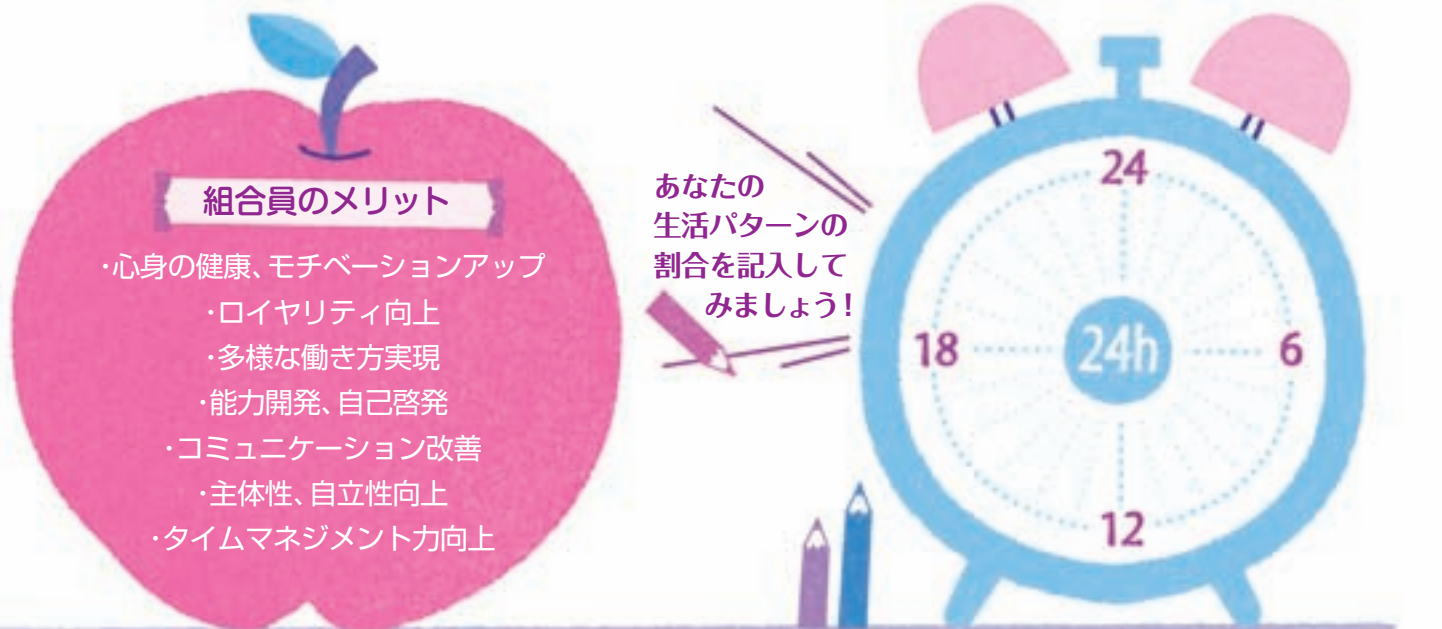 組合員のメリット
・心身の健康、モチベーションアップ
・ロイヤリティ向上
・多様な働き方実現
・能力開発、自己啓発
・コミュニケーション改善
・主体性、自立性向上
・タイムマネジメント力向上
あなたの
生活パターンの
割合を記入して
みましょう!
24
18
24h
6
12